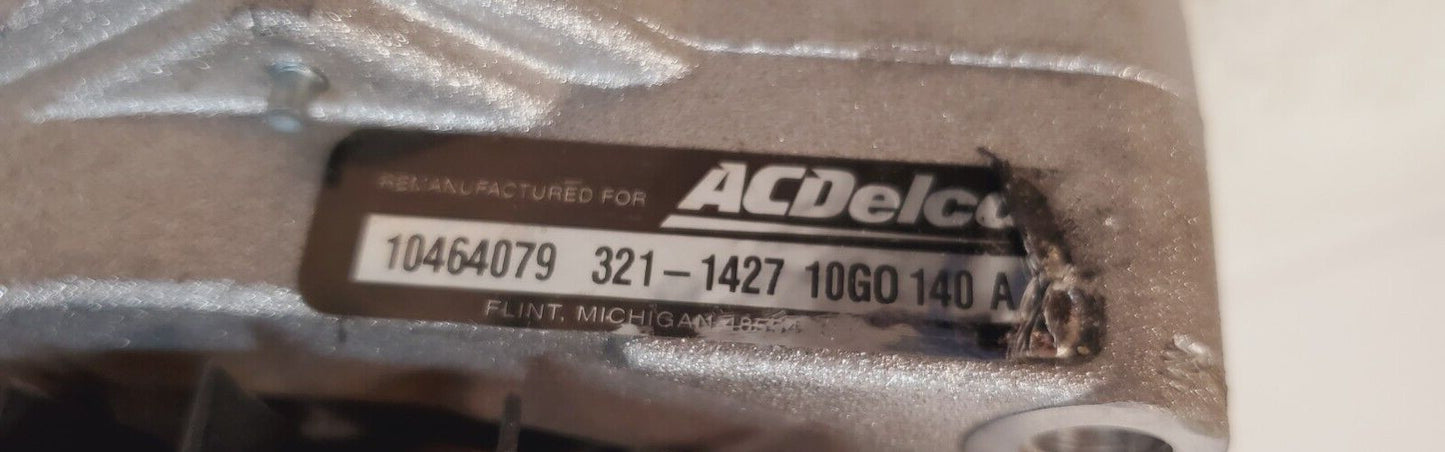 REMANUFACTURED FOR ACDelco
10464079 321-1427 10G0 140 A
FLINT, MICHIGAN